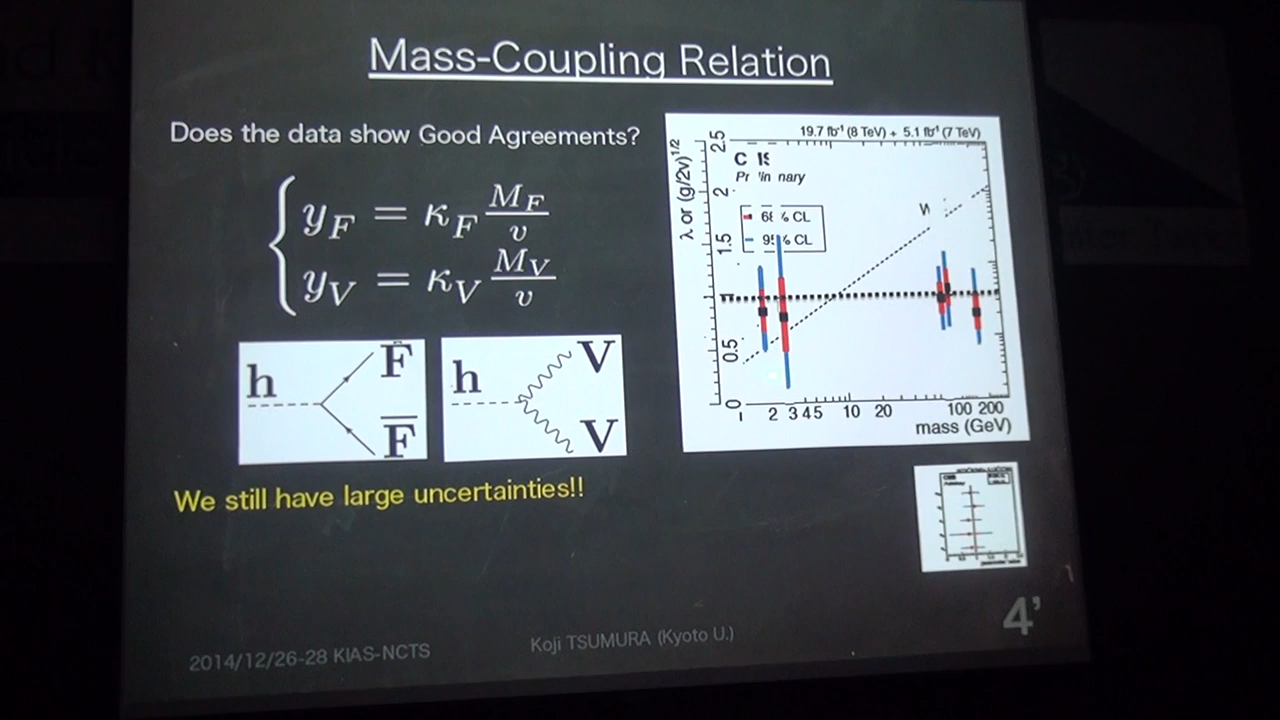 Mass-Coupling Relation
Does the data show Good Agreements?
y_F = κ_F M_F/v
y_V = κ_V M_V/v
h F F̅
h V V
We still have large uncertainties!!
19.7 fb⁻¹ (8 TeV) + 5.1 fb⁻¹ (7 TeV)
λ or (g/2v)^1/2
68 % CL
95 % CL
W
2.5
2
1.5
1
0.5
0
1 2 3 4 5 10 20 100 200
mass (GeV)
4’
2014/12/26-28 KIAS-NCTS
Koji TSUMURA (Kyoto U.)